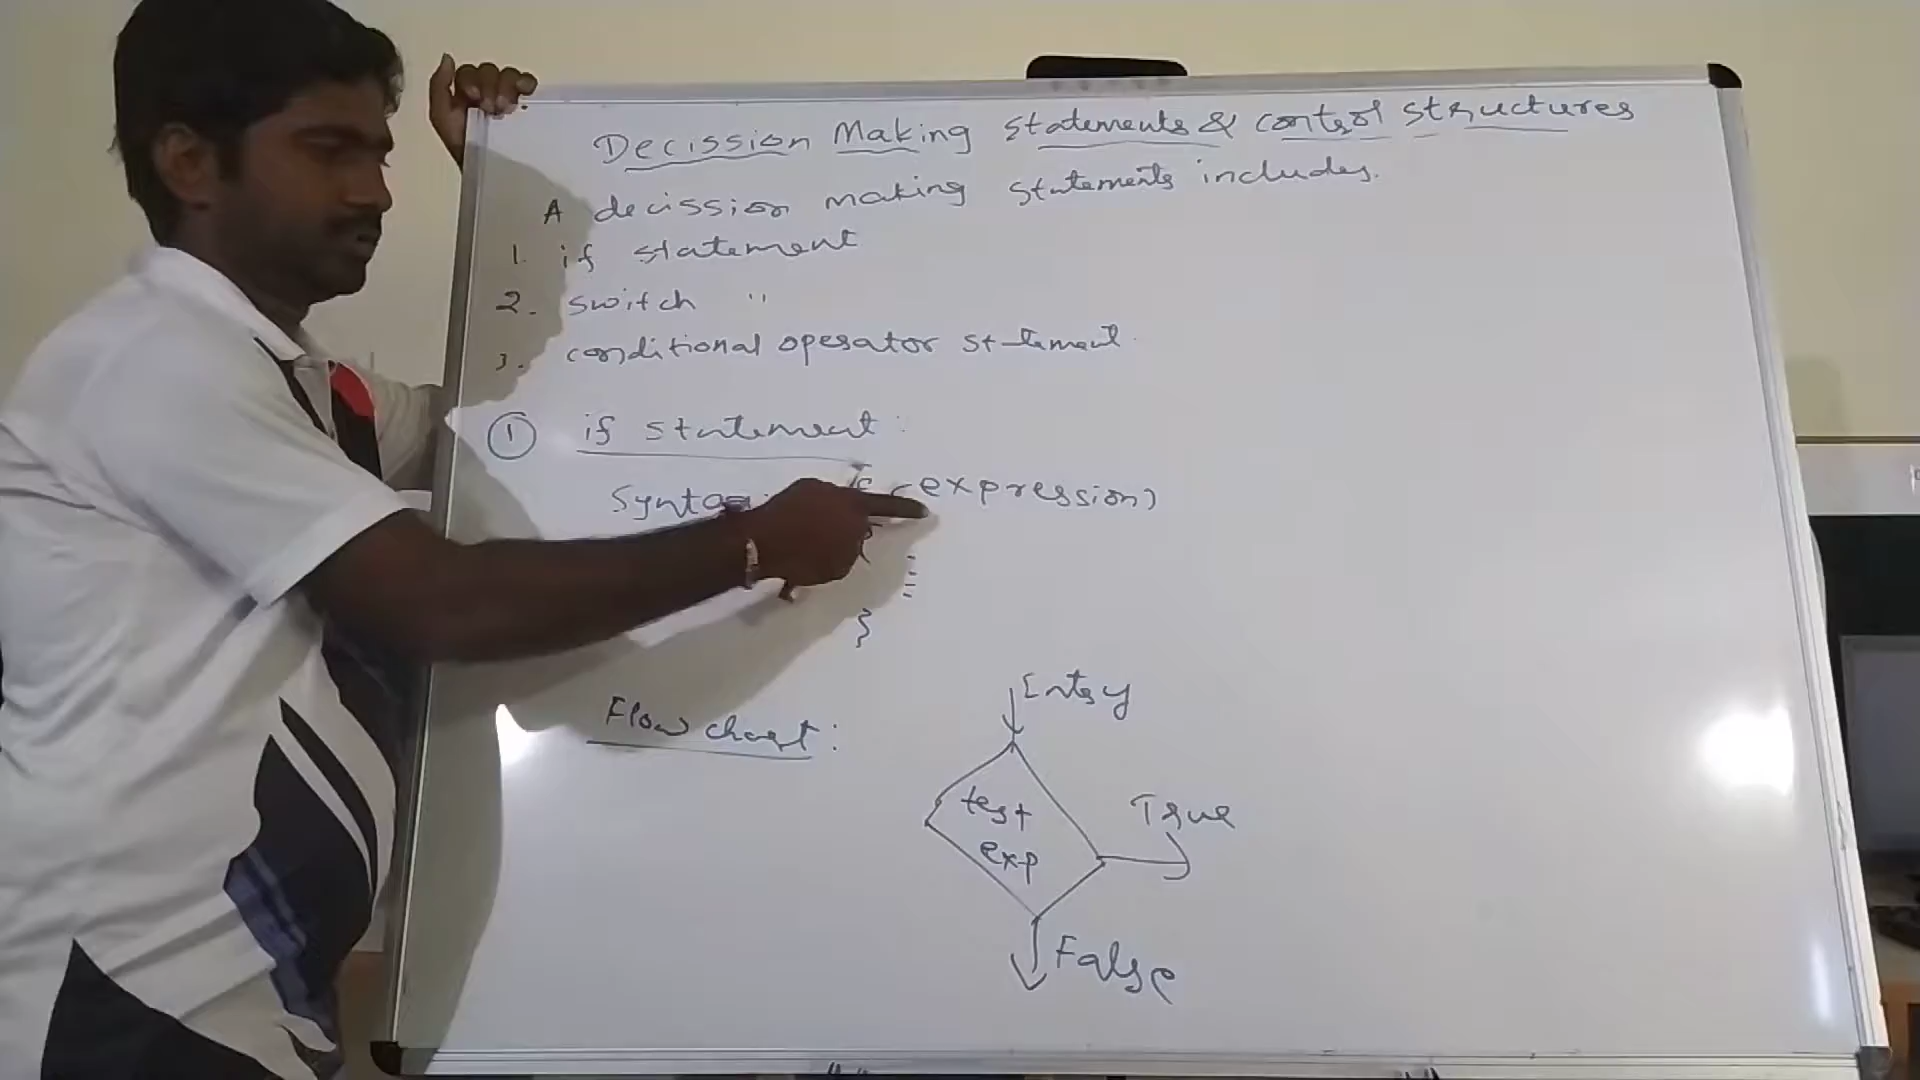 Decission Making Statements & control structures
A decission making statements includes.
1. if statement
2. switch "
3. conditional operator statement.
① if statement:
Syntax: if (expression)
{
}
Flow chart:
Entry
test
exp
True
False